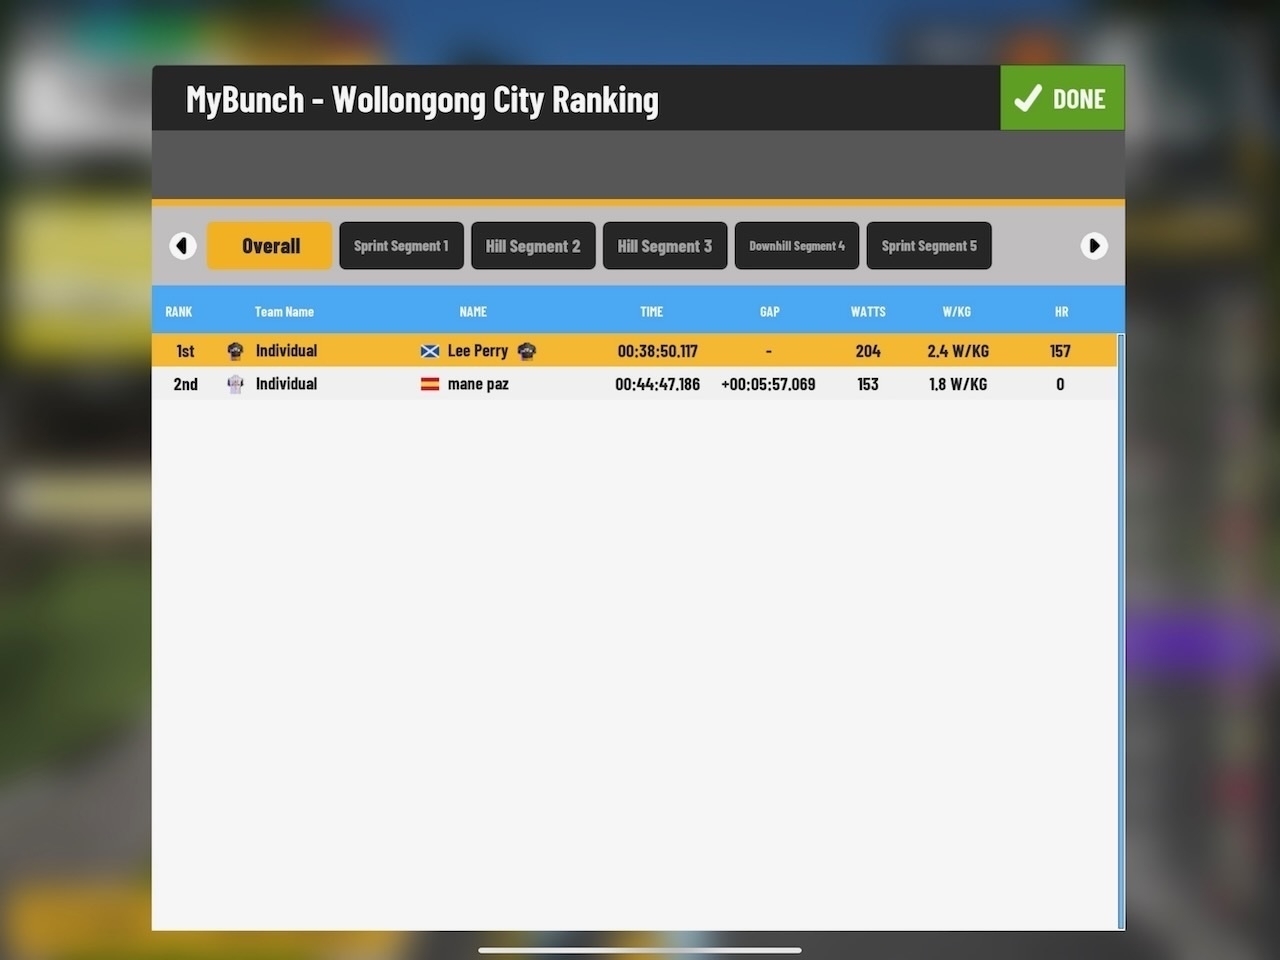 MyBunch - Wollongong City Ranking
DONE
Overall Sprint Segment 1 Hill Segment 2 Hill Segment 3 Downhill Segment 4 Sprint Segment 5
RANK Team Name NAME TIME GAP WATTS W/KG HR
1st Individual Lee Perry 00:38:50.117 - 204 2.4 W/KG 157
2nd Individual mane paz 00:44:47.186 +00:05:57.069 153 1.8 W/KG 0